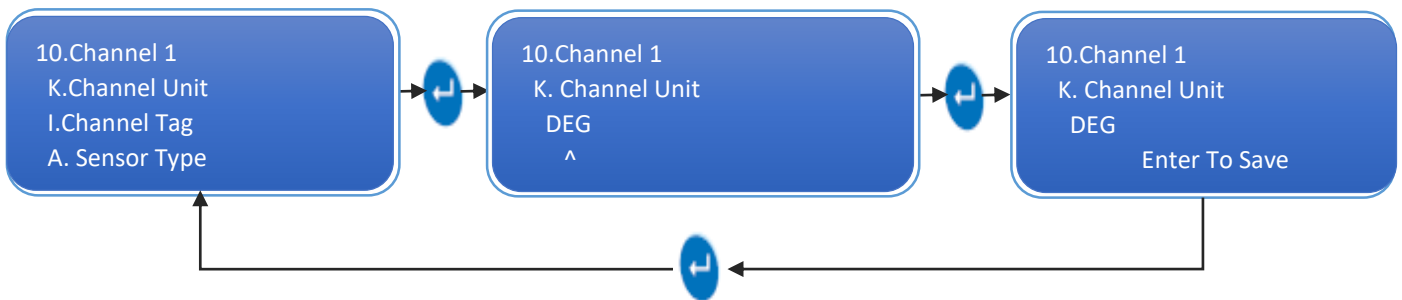 10.Channel 1
K.Channel Unit
I.Channel Tag
A. Sensor Type
10.Channel 1
K. Channel Unit
DEG
^
10.Channel 1
K. Channel Unit
DEG
Enter To Save